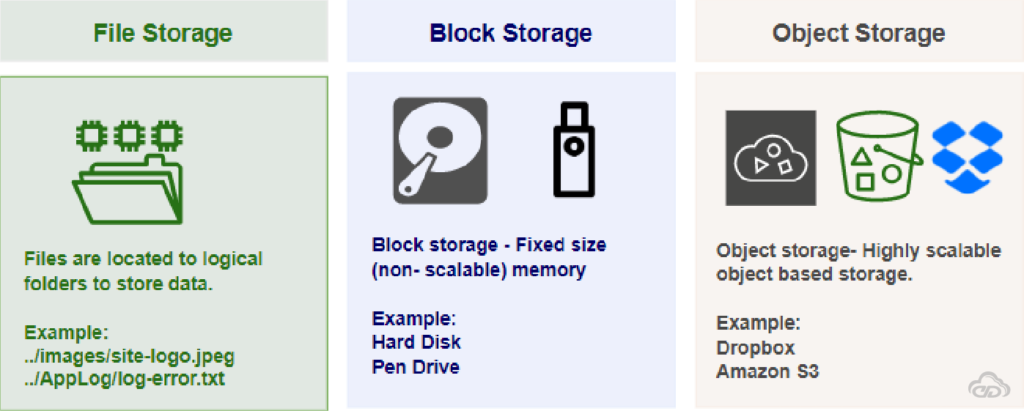 File Storage
Block Storage
Object Storage
Files are located to logical
folders to store data.
Example:
../images/site-logo.jpeg
../AppLog/log-error.txt
Block storage - Fixed size
(non- scalable) memory
Example:
Hard Disk
Pen Drive
Object storage- Highly scalable
object based storage.
Example:
Dropbox
Amazon S3